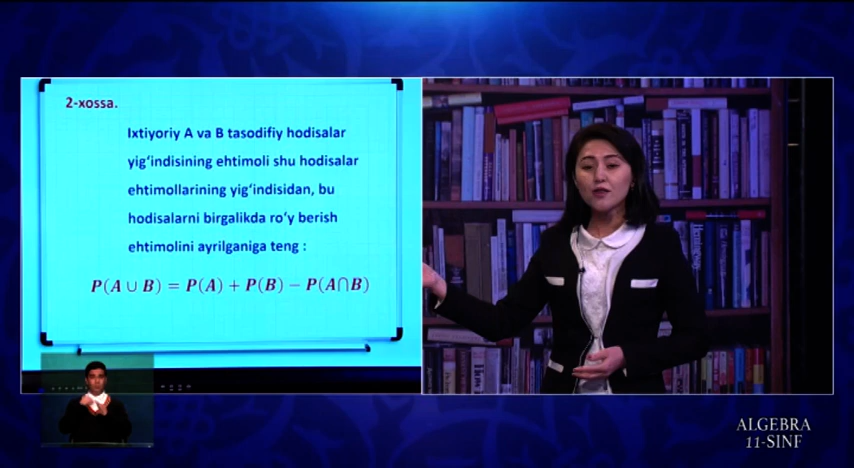 2-xossa.
Ixtiyoriy A va B tasodifiy hodisalar
yig‘indisining ehtimoli shu hodisalar
ehtimollarining yig‘indisidan, bu
hodisalarni birgalikda ro‘y berish
ehtimolini ayrilganiga teng :
P(A ∪ B) = P(A) + P(B) − P(A∩B)
ALGEBRA
11-SINF